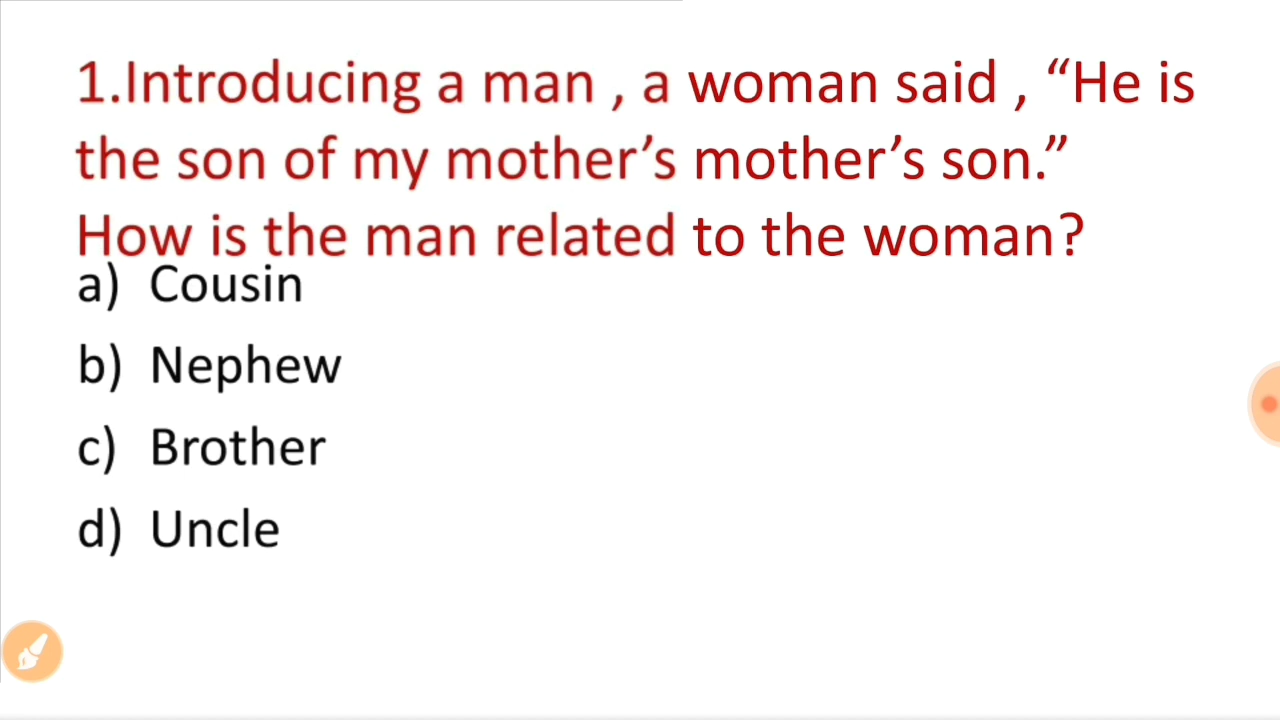 1.Introducing a man , a woman said , “He is
the son of my mother’s mother’s son.”
How is the man related to the woman?
a) Cousin
b) Nephew
c) Brother
d) Uncle